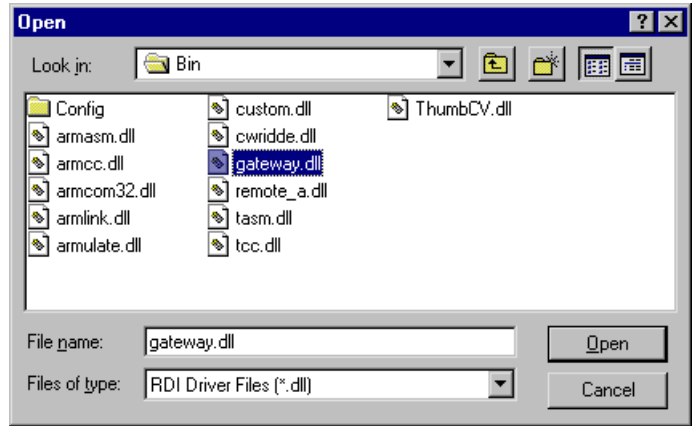 Open
Look in: Bin
Config custom.dll ThumbCV.dll
armasm.dll cwridde.dll
armcc.dll gateway.dll
armcom32.dll remote_a.dll
armlink.dll tasm.dll
armulate.dll tcc.dll
File name: gateway.dll Open
Files of type: RDI Driver Files (*.dll) Cancel